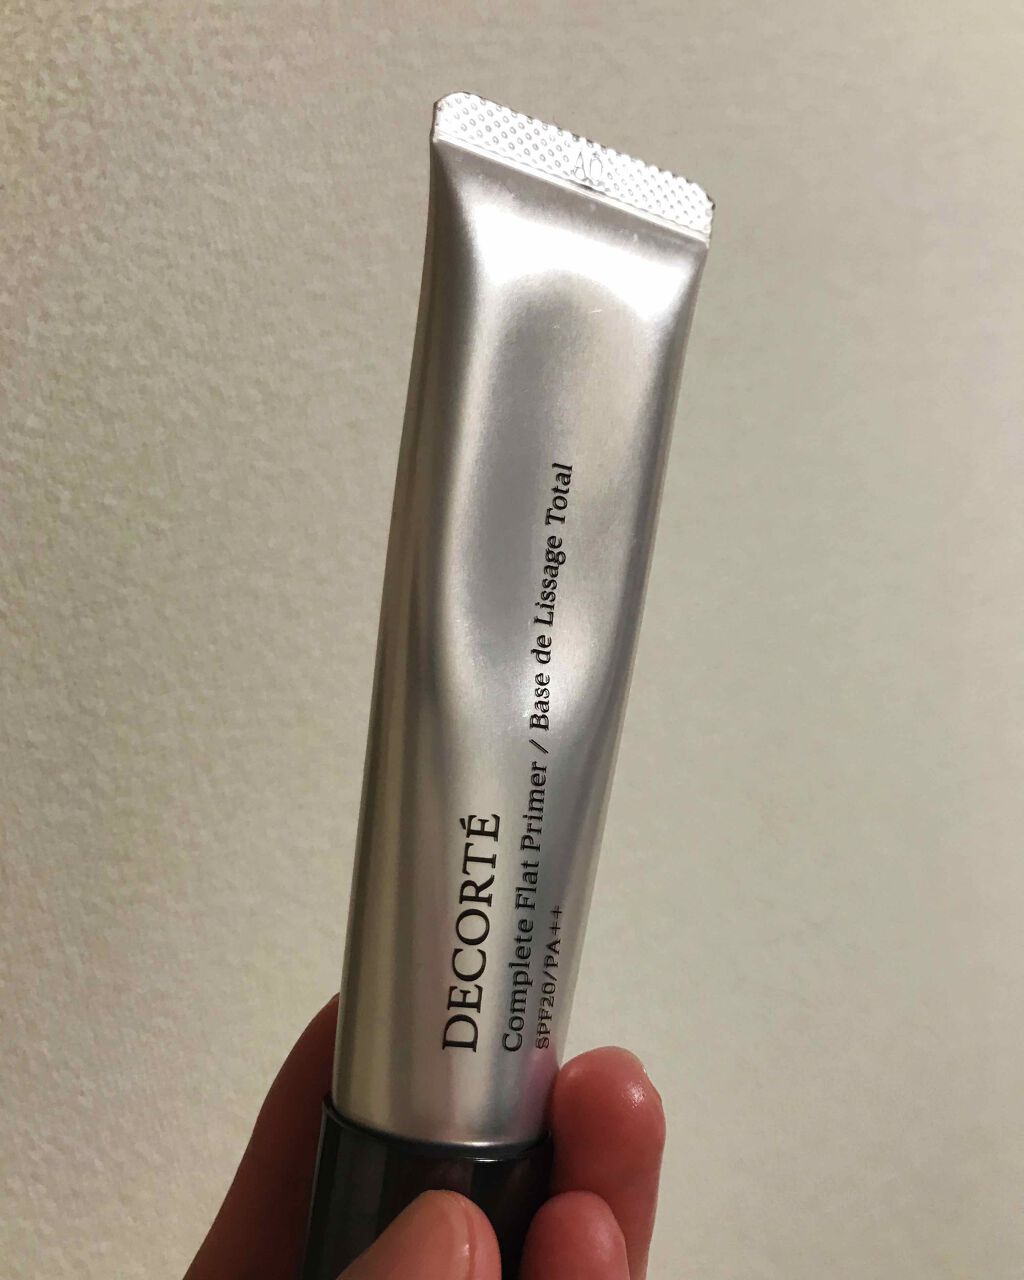 DECORTÉ
Complete Flat Primer / Base de Lissage Total
SPF20/PA++